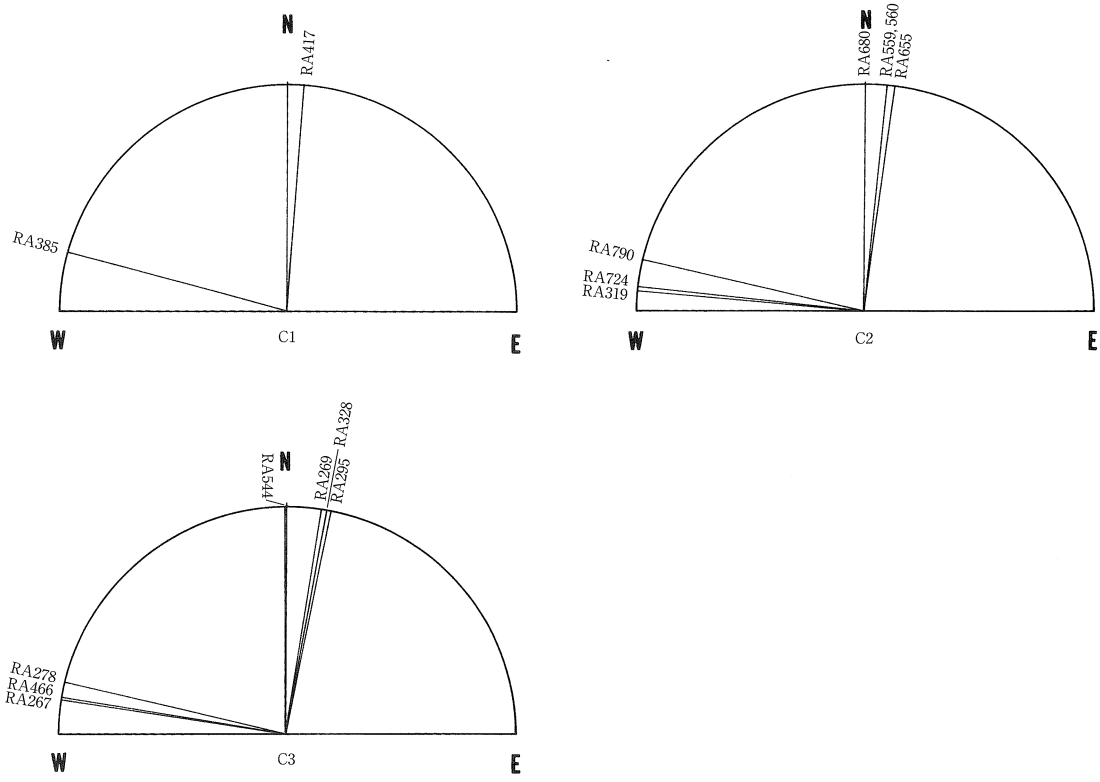 N
RA417
RA385
W
C1
E
N
RA680
RA559, 560
RA655
RA790
RA724
RA319
W
C2
E
N
RA544
RA269
RA328
RA295
RA278
RA466
RA267
W
C3
E